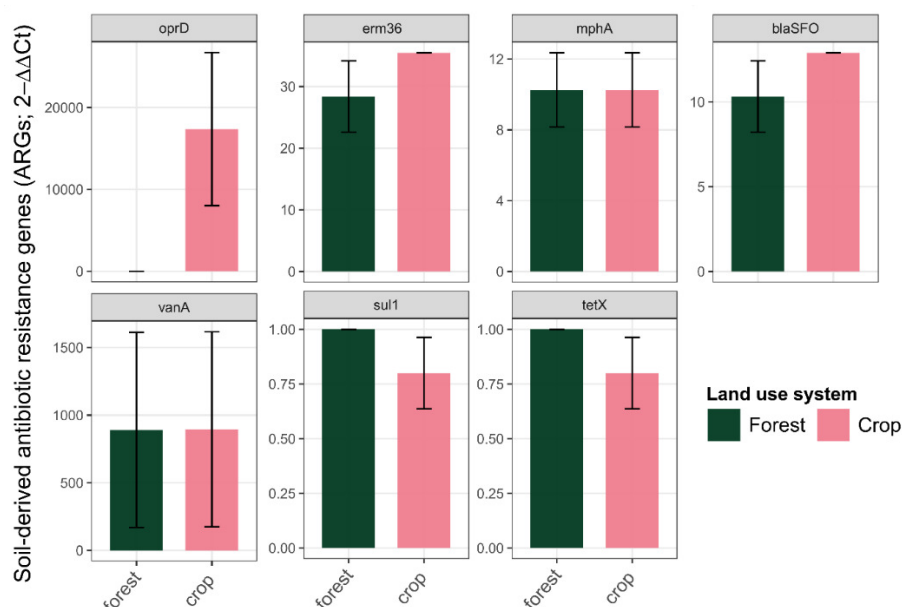 Soil-derived antibiotic resistance genes (ARGs; 2−ΔΔCt)
oprD
erm36
mphA
blaSFO
20000
10000
0
30
20
10
0
12
8
4
0
10
5
0
vanA
sul1
tetX
1500
1000
500
0
1.00
0.75
0.50
0.25
0.00
1.00
0.75
0.50
0.25
0.00
forest
crop
forest
crop
forest
crop
Land use system
Forest
Crop